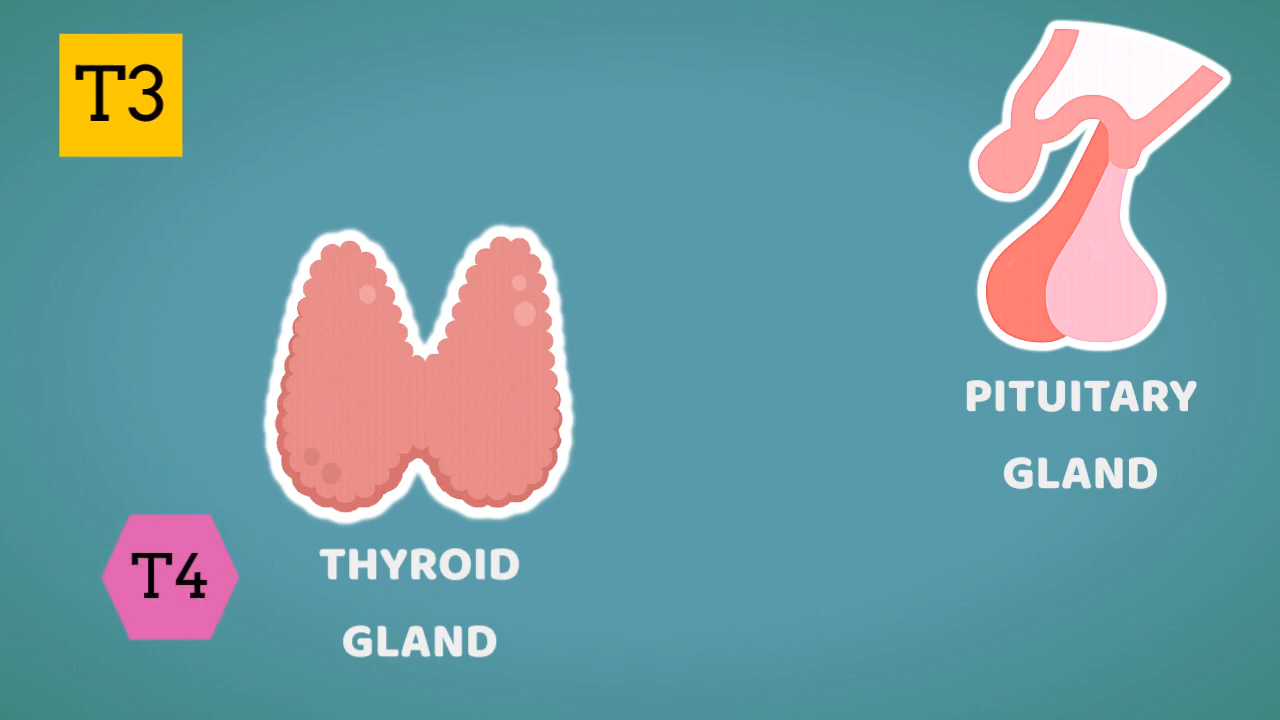 T3
PITUITARY
GLAND
T4
THYROID
GLAND